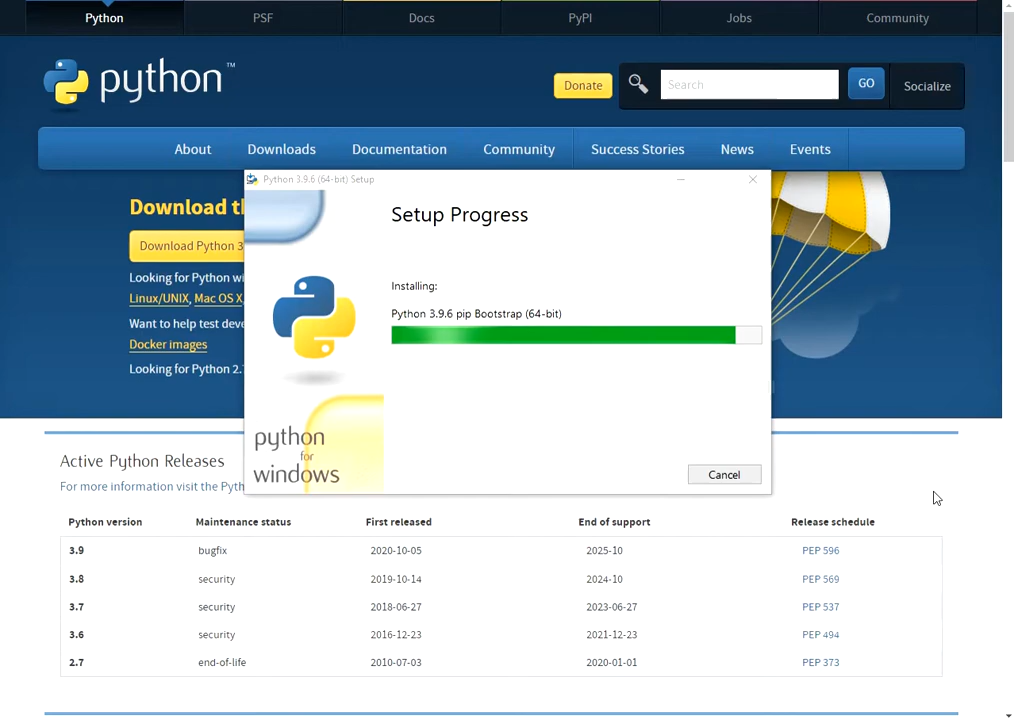 Python
PSF
Docs
PyPI
Jobs
Community
python™
Donate
Search
GO
Socialize
About
Downloads
Documentation
Community
Success Stories
News
Events
Download th
Download Python 3
Looking for Python wi
Linux/UNIX, Mac OS X,
Want to help test deve
Docker images
Looking for Python 2.7
Python 3.9.6 (64-bit) Setup
Setup Progress
Installing:
Python 3.9.6 pip Bootstrap (64-bit)
python
for
windows
Cancel
Active Python Releases
For more information visit the Pyth
Python version Maintenance status First released End of support Release schedule
3.9 bugfix 2020-10-05 2025-10 PEP 596
3.8 security 2019-10-14 2024-10 PEP 569
3.7 security 2018-06-27 2023-06-27 PEP 537
3.6 security 2016-12-23 2021-12-23 PEP 494
2.7 end-of-life 2010-07-03 2020-01-01 PEP 373